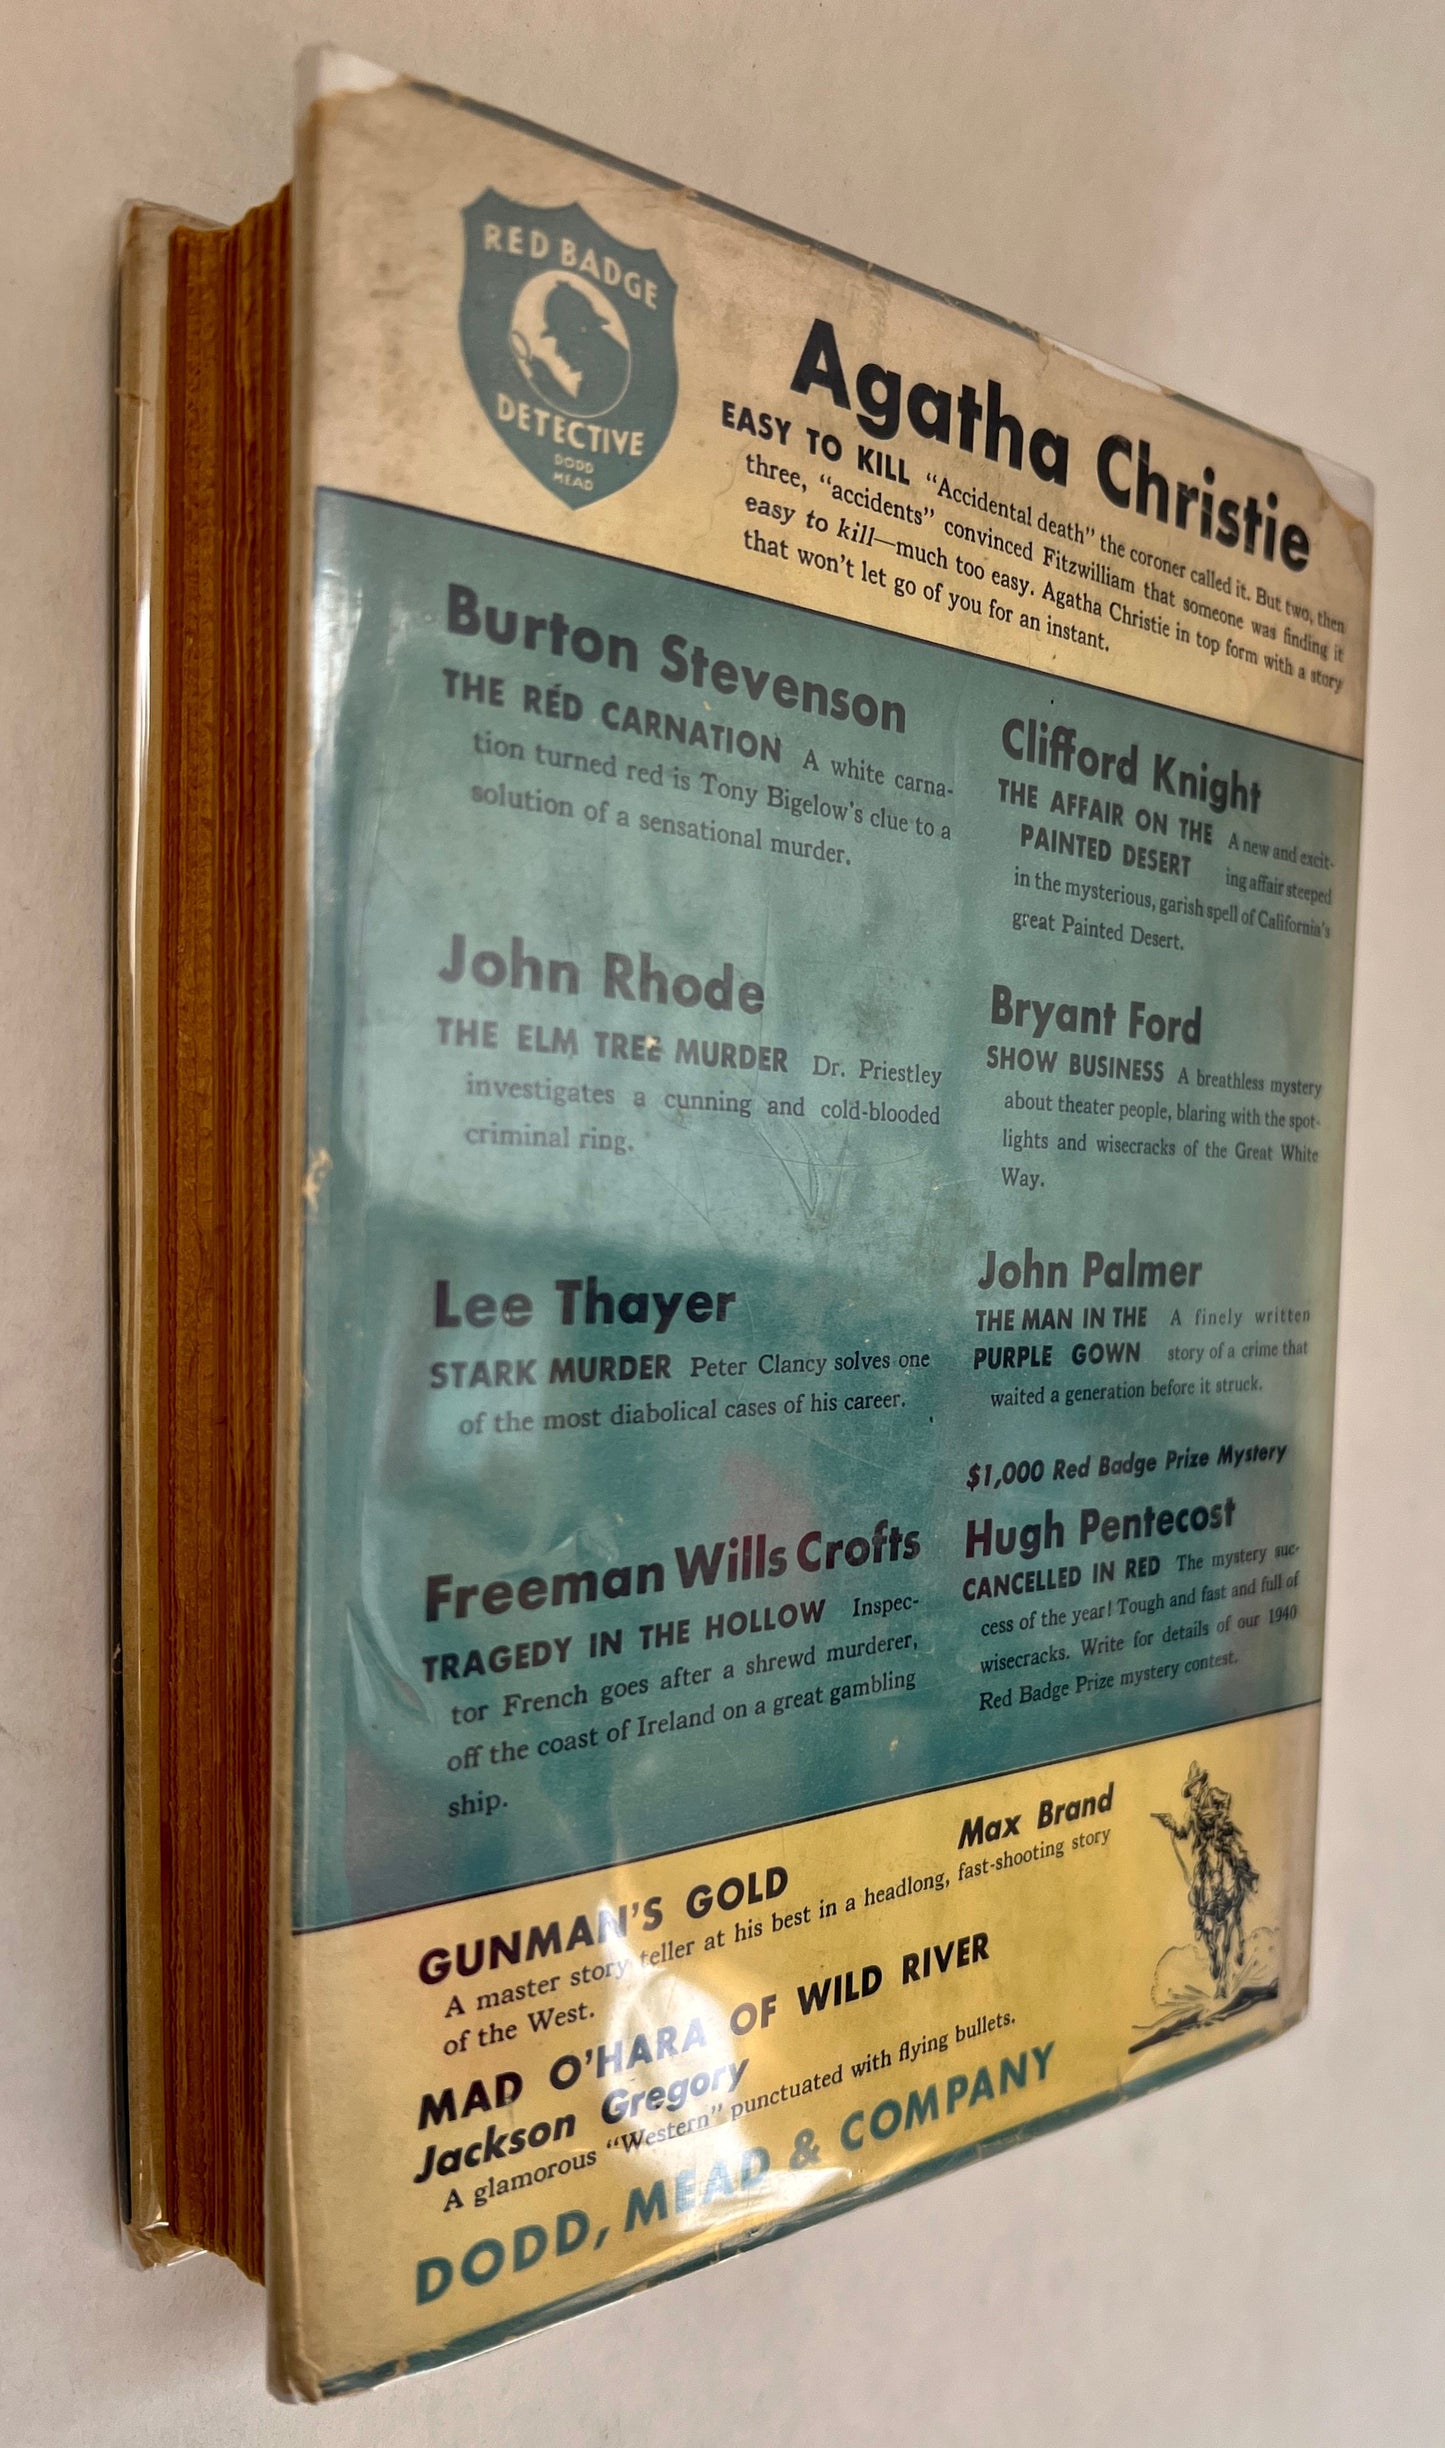 RED BADGE
DETECTIVE
DODD
MEAD
Agatha Christie
EASY TO KILL "Accidental death" the coroner called it. But two, then
three, "accidents" convinced Fitzwilliam that someone was finding it
easy to kill—much too easy. Agatha Christie in top form with a story
that won't let go of you for an instant.
Burton Stevenson
THE RED CARNATION A white carna-
tion turned red is Tony Bigelow's clue to a
solution of a sensational murder.
John Rhode
THE ELM TREE MURDER Dr. Priestley
investigates a cunning and cold-blooded
criminal ring.
Lee Thayer
STARK MURDER Peter Clancy solves one
of the most diabolical cases of his career.
Freeman Wills Crofts
TRAGEDY IN THE HOLLOW Inspec-
tor French goes after a shrewd murderer,
off the coast of Ireland on a great gambling
ship.
Clifford Knight
THE AFFAIR ON THE A new and excit-
PAINTED DESERT ing affair steeped
in the mysterious, garish spell of California's
great Painted Desert.
Bryant Ford
SHOW BUSINESS A breathless mystery
about theater people, blaring with the spot-
lights and wisecracks of the Great White
Way.
John Palmer
THE MAN IN THE A finely written
PURPLE GOWN story of a crime that
waited a generation before it struck.
$1,000 Red Badge Prize Mystery
Hugh Pentecost
CANCELLED IN RED The mystery suc-
cess of the year! Tough and fast and full of
wisecracks. Write for details of our 1940
Red Badge Prize mystery contest.
GUNMAN'S GOLD Max Brand
A master story teller at his best in a headlong, fast-shooting story
of the West.
MAD O'HARA OF WILD RIVER
Jackson Gregory
A glamorous "Western" punctuated with flying bullets.
DODD, MEAD & COMPANY